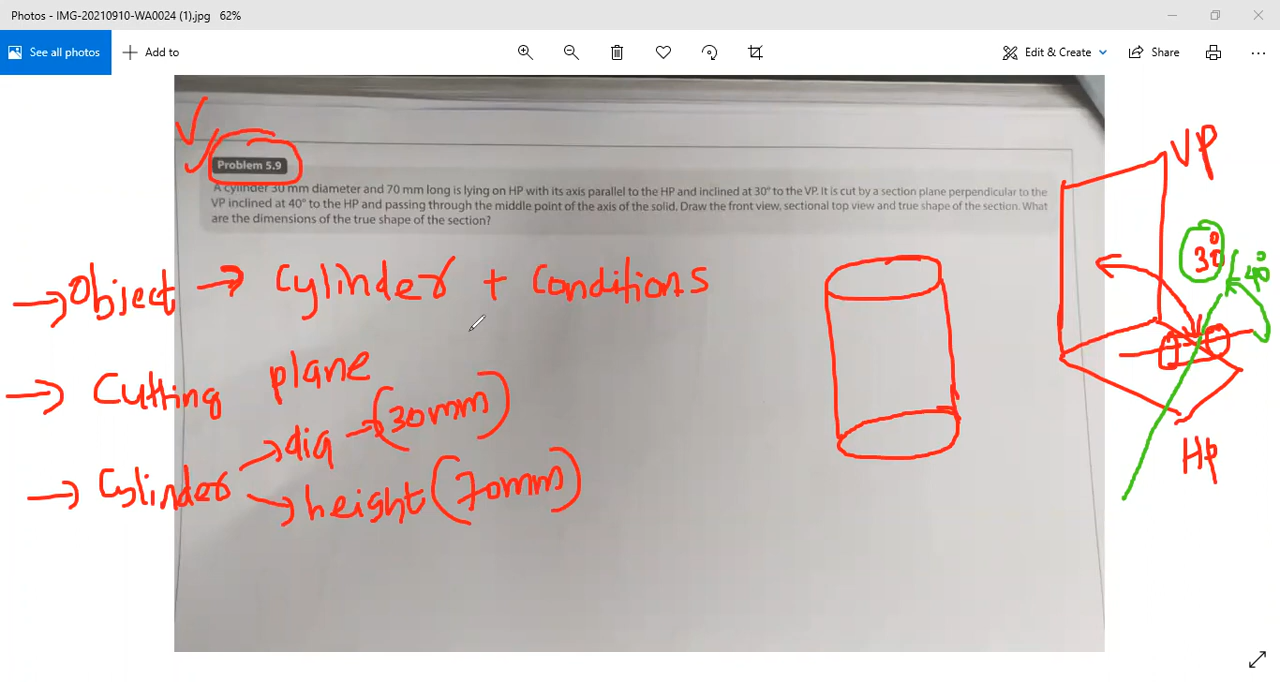 Photos - IMG-20210910-WA0024 (1).jpg 62%
See all photos
Add to
Edit & Create
Share
Problem 5.9
A cylinder 30 mm diameter and 70 mm long is lying on HP with its axis parallel to the HP and inclined at 30° to the VP. It is cut by a section plane perpendicular to the
VP inclined at 40° to the HP and passing through the middle point of the axis of the solid. Draw the front view, sectional top view and true shape of the section. What
are the dimensions of the true shape of the section?
Object → Cylinder + Conditions
Cutting plane
Cylinder
dia → (30mm)
height (70mm)
VP
30°
40°
HP